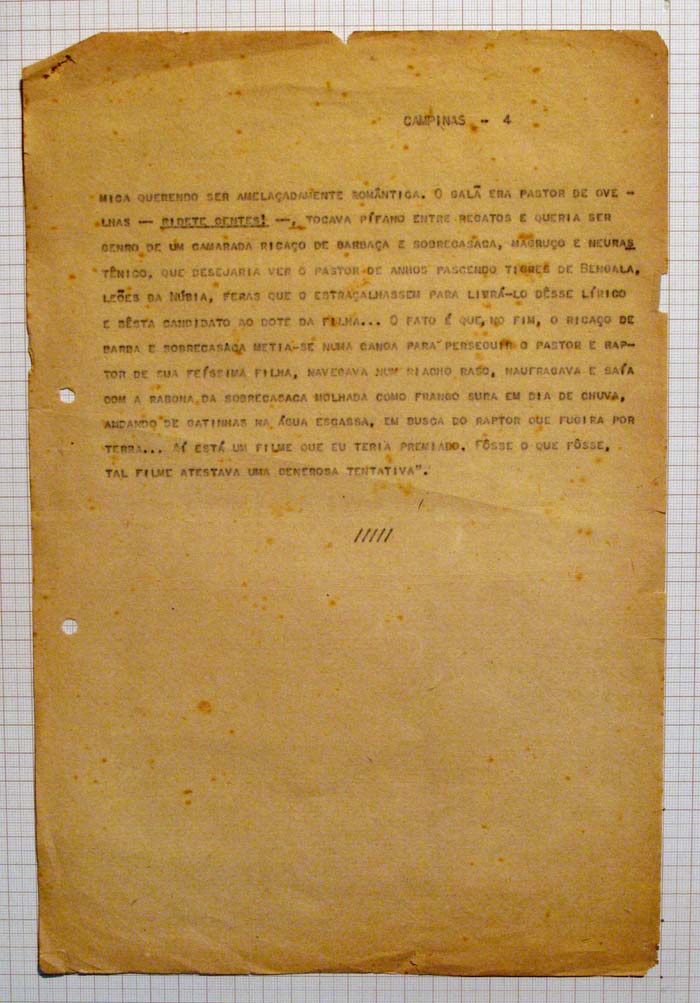 CAMPINAS - 4
MICA QUERENDO SER AMELAÇADAMENTE ROMÂNTICA. O GALÃ ERA PASTOR DE OVE -
LHAS -- RIDETE GENTES! --, TOCAVA PÍFANO ENTRE REGATOS E QUERIA SER
GENRO DE UM CAMARADA RICAÇO DE BARBAÇA E SOBRECASACA, MAGRUÇO E NEURAS
TÊNICO, QUE DESEJARIA VER O PASTOR DE ANHOS PASCENDO TIGRES DE BENGALA,
LEÕES DA NÚBIA, FERAS QUE O ESTRAÇALHASSEM PARA LIVRÁ-LO DÊSSE LÍRICO
E BÊSTA CANDIDATO AO DOTE DA FILHA... O FATO É QUE, NO FIM, O RICAÇO DE
BARBA E SOBRECASACA METIA-SE NUMA CANOA PARA PERSEGUIR O PASTOR E RAP-
TOR DE SUA FEÍSSIMA FILHA, NAVEGAVA NUM RIACHO RASO, NAUFRAGAVA E SAÍA
COM A RABONA DA SOBRECASACA MOLHADA COMO FRANGO SURA EM DIA DE CHUVA,
ANDANDO DE GATINHAS NA ÁGUA ESCASSA, EM BUSCA DO RAPTOR QUE FUGIRA POR
TERRA... AÍ ESTÁ UM FILME QUE EU TERIA PREMIADO. FÔSSE O QUE FÔSSE,
TAL FILME ATESTAVA UMA GENEROSA TENTATIVA".
/////